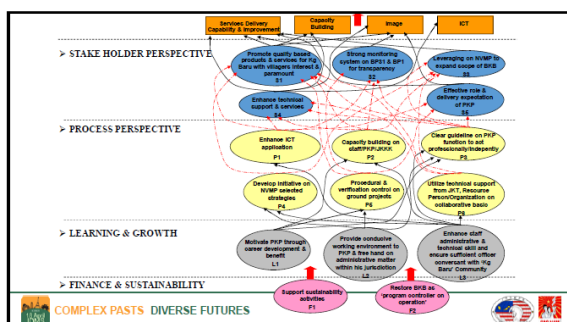 Services Delivery
Capability & Improvement
Capacity
Building
Image
ICT
➢ STAKE HOLDER PERSPECTIVE
Promote quality based
products & services for Kg
Baru with villagers interest &
paramount
S1
Strong monitoring
system on BPS1 & BP1
for transparency
S2
Leveraging on NVMP to
expand scope of BKB
S3
Enhance technical
support & services
S4
Effective role &
delivery expectation
of PKP
S5
➢ PROCESS PERSPECTIVE
Enhance ICT
application
P1
Capacity building on
staff/PKP/JKKK
P2
Clear guideline on PKP
function to act
professionally/Indepently
P3
Develop initiative on
NVMP selected
strategies
P4
Procedural &
verification control on
ground projects
Utilize technical support
from JKT, Resourse
Person/Organization on
collaborative basis
➢ LEARNING & GROWTH
Motivate PKP through
career development &
benefit
L1
Provide conducive
working environment to
PKP & free hand on
administrative matter within
his jurisdiction
L2
Enhance staff
administrative & technical
skill and
ensure sufficient officer
conversant with 'Kg
Baru' Community
L3
➢ FINANCE & SUSTAINABILITY
Support sustainability
activities
F1
Restore BKB as
'program controller on
operation'
F2
COMPLEX PASTS DIVERSE FUTURES